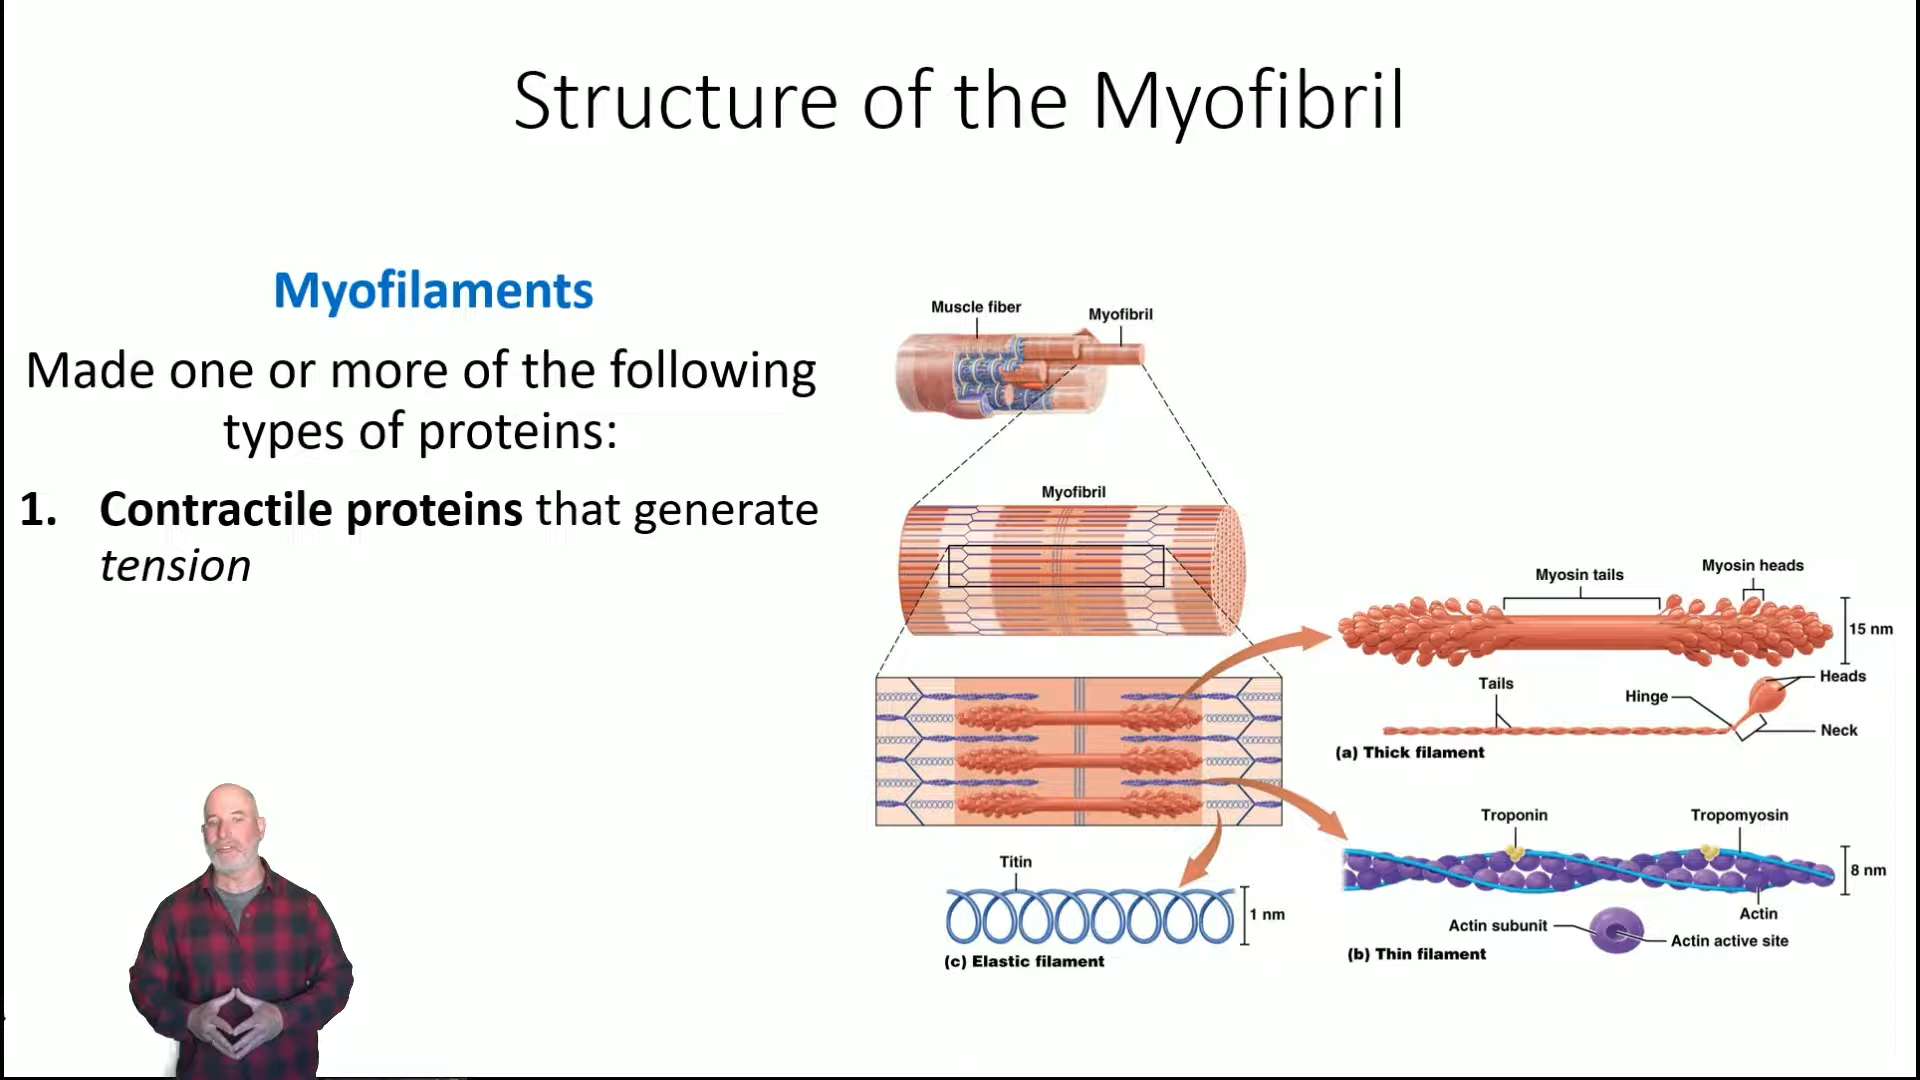 Structure of the Myofibril
Myofilaments
Made one or more of the following
types of proteins:
1. Contractile proteins that generate
tension
Muscle fiber
Myofibril
Myofibril
Myosin tails
Myosin heads
15 nm
Tails
Hinge
Heads
Neck
(a) Thick filament
Troponin
Tropomyosin
8 nm
Actin
Actin subunit
Actin active site
(b) Thin filament
Titin
1 nm
(c) Elastic filament